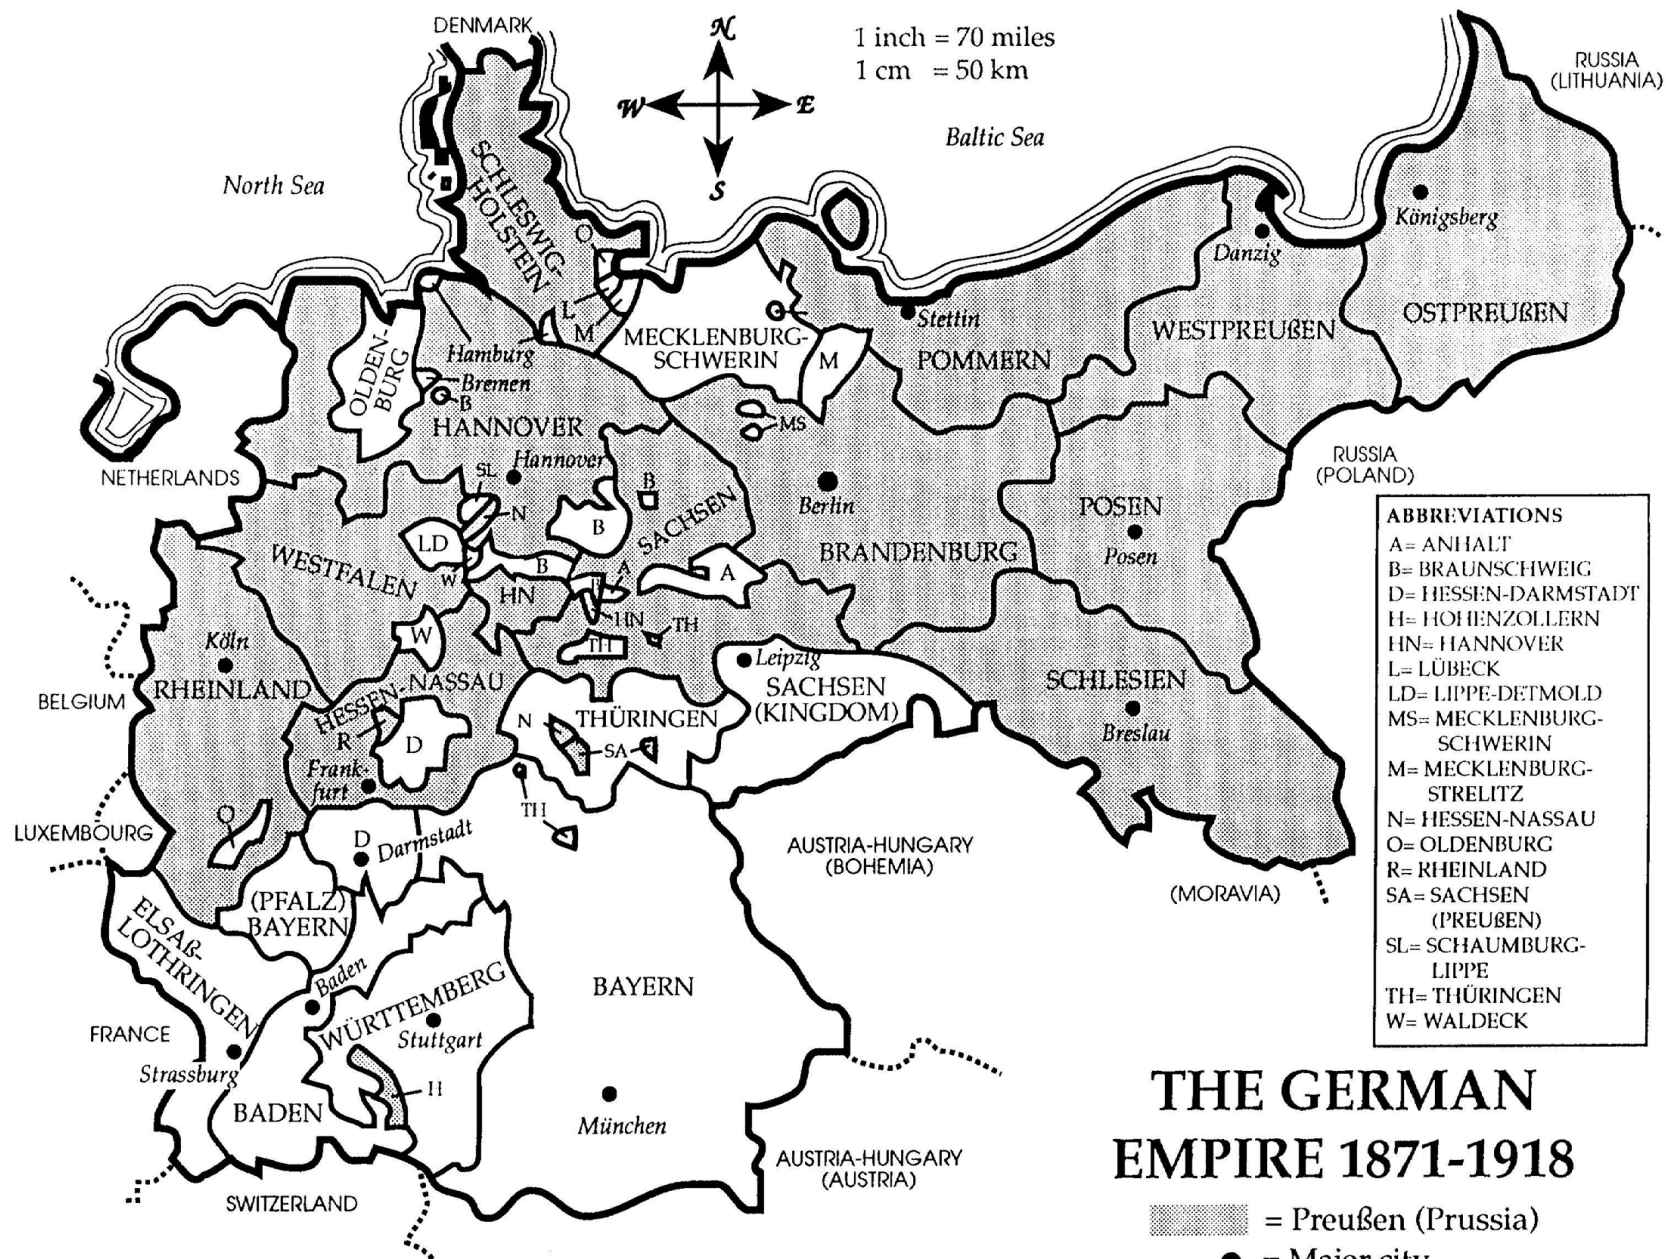 DENMARK
1 inch = 70 miles
1 cm = 50 km
N
W
E
S
RUSSIA
(LITHUANIA)
Baltic Sea
North Sea
SCHLESWIG-
HOLSTEIN
Königsberg
Danzig
O
L
M
Hamburg
Stettin
MECKLENBURG-
SCHWERIN
M
POMMERN
WESTPREUßEN
OSTPREUßEN
OLDEN-
BURG
Bremen
B
HANNOVER
MS
Hannover
NETHERLANDS
SL
N
RUSSIA
(POLAND)
B
B
SACHSEN
Berlin
POSEN
Posen
LD
WESTFALEN
W
B
A
A
BRANDENBURG
HN
T
HN
TH
TH
W
Köln
RHEINLAND
BELGIUM
HESSEN-NASSAU
R
D
Frank-
furt
N
THÜRINGEN
SA
TH
Leipzig
SACHSEN
(KINGDOM)
SCHLESIEN
Breslau
LUXEMBOURG
O
D
Darmstadt
AUSTRIA-HUNGARY
(BOHEMIA)
(MORAVIA)
(PFALZ)
BAYERN
ELSAß-
LOTHRINGEN
Baden
WÜRTTEMBERG
Stuttgart
BAYERN
FRANCE
Strassburg
BADEN
H
München
SWITZERLAND
AUSTRIA-HUNGARY
(AUSTRIA)
ABBREVIATIONS
A= ANHALT
B= BRAUNSCHWEIG
D= HESSEN-DARMSTADT
H= HOHENZOLLERN
HN= HANNOVER
L= LÜBECK
LD= LIPPE-DETMOLD
MS= MECKLENBURG-
SCHWERIN
M= MECKLENBURG-
STRELITZ
N= HESSEN-NASSAU
O= OLDENBURG
R= RHEINLAND
SA= SACHSEN
(PREUßEN)
SL= SCHAUMBURG-
LIPPE
TH= THÜRINGEN
W= WALDECK
THE GERMAN
EMPIRE 1871-1918
= Preußen (Prussia)
= Major city